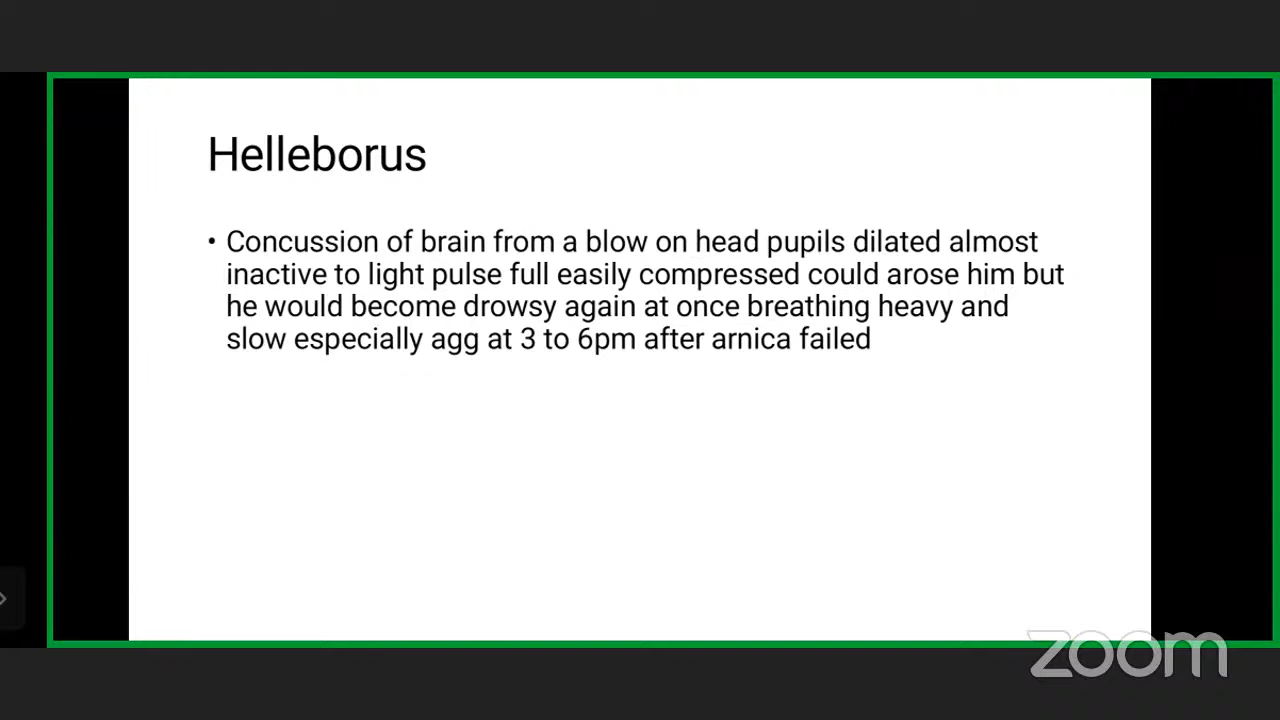 Helleborus
• Concussion of brain from a blow on head pupils dilated almost
inactive to light pulse full easily compressed could arose him but
he would become drowsy again at once breathing heavy and
slow especially agg at 3 to 6pm after arnica failed
zoom